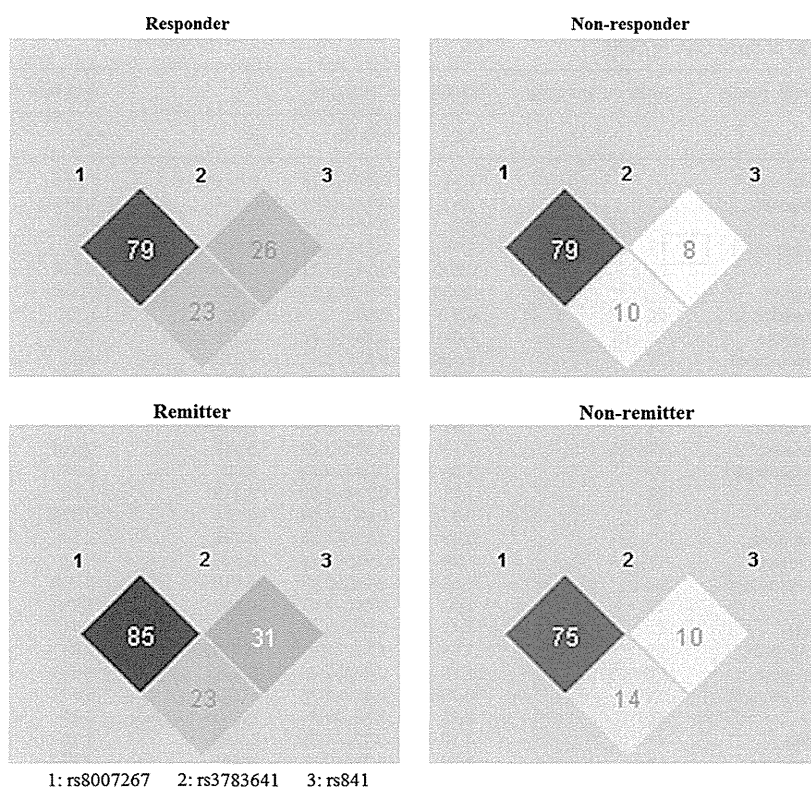 Responder
Non-responder
1 2 3
79 26
23
1 2 3
79 8
10
Remitter
Non-remitter
1 2 3
85 31
23
1 2 3
75 10
14
1: rs8007267 2: rs3783641 3: rs841